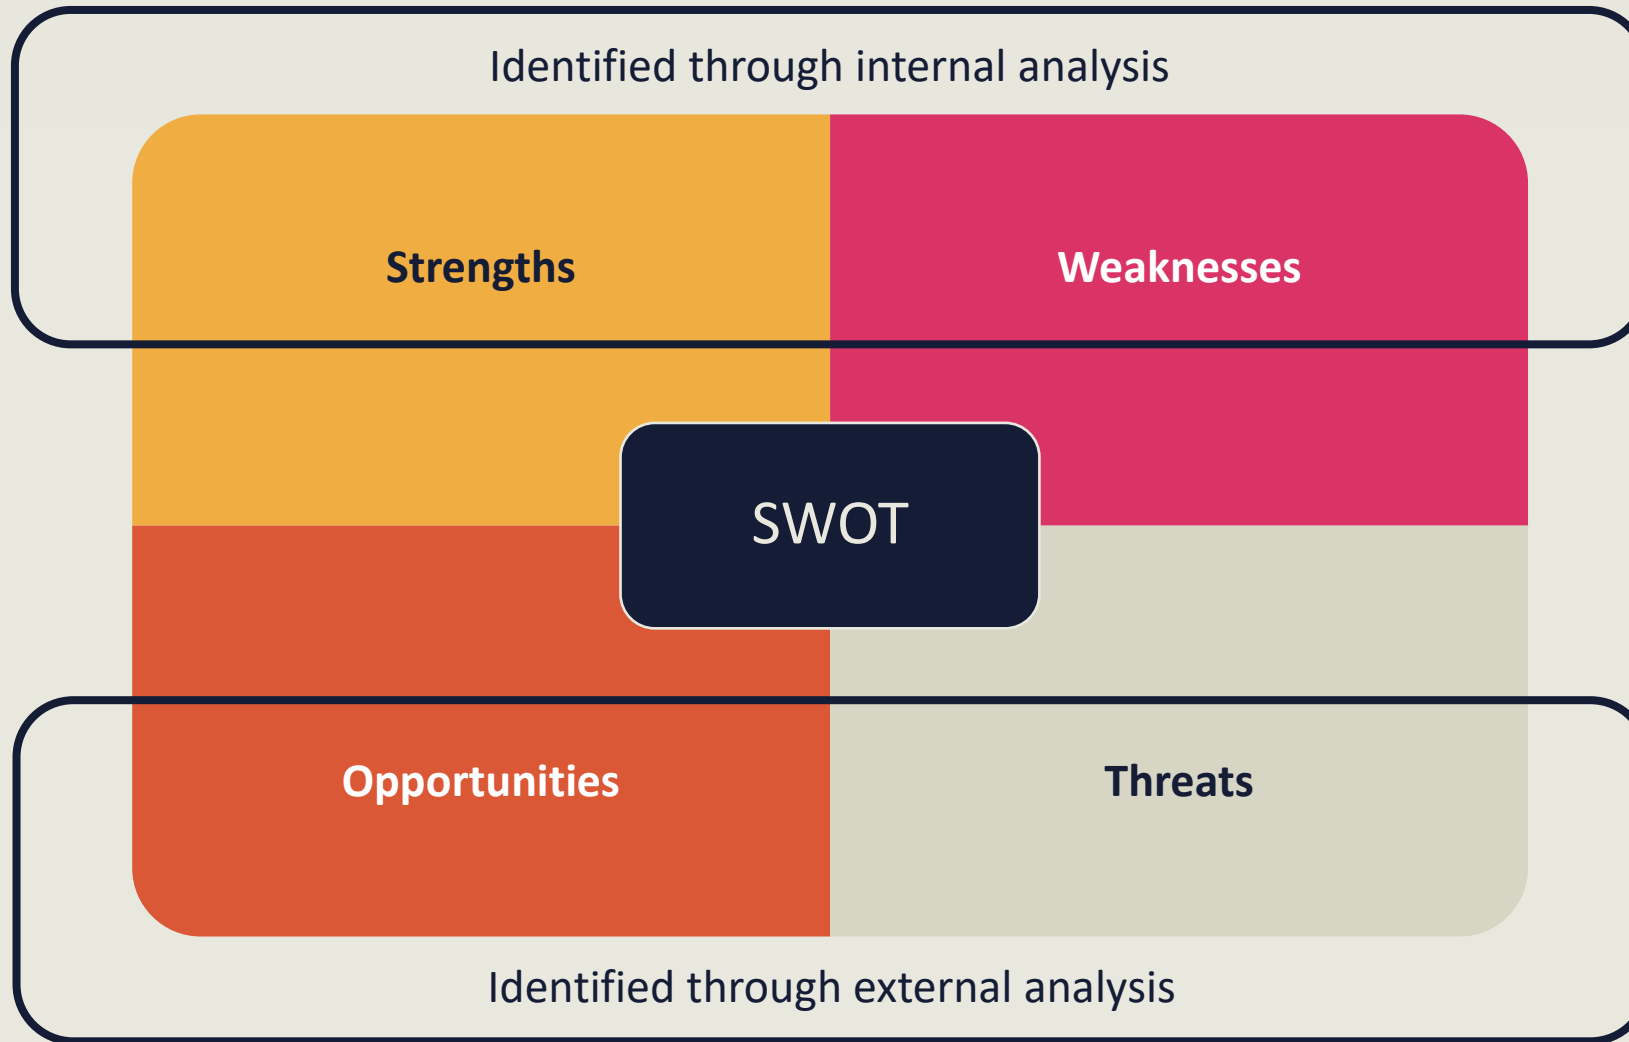 Identified through internal analysis
Strengths
Weaknesses
SWOT
Opportunities
Threats
Identified through external analysis